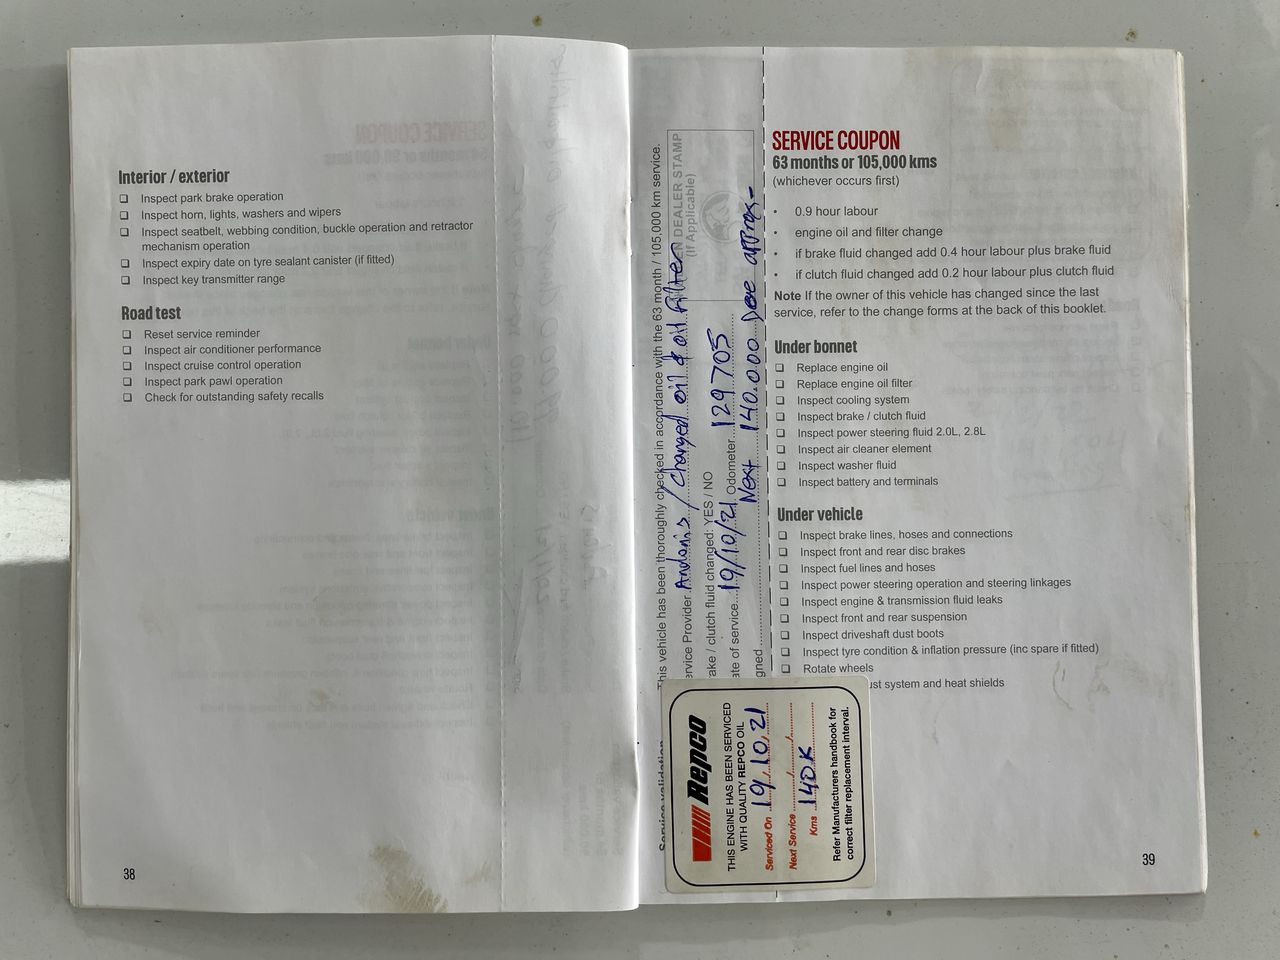 Interior / exterior
❑ Inspect park brake operation
❑ Inspect horn, lights, washers and wipers
❑ Inspect seatbelt, webbing condition, buckle operation and retractor
mechanism operation
❑ Inspect expiry date on tyre sealant canister (if fitted)
❑ Inspect key transmitter range
Road test
❑ Reset service reminder
❑ Inspect air conditioner performance
❑ Inspect cruise control operation
❑ Inspect park pawl operation
❑ Check for outstanding safety recalls
38
Service validation
This vehicle has been thoroughly checked in accordance with the 63 month / 105,000 km service.
ervice Provider / Changed oil & oil Filter
ake / clutch fluid changed: YES / NO
ate of service 19/10/21 Odometer 129705
gned Next 140.000 Due approx-
N DEALER STAMP
(If Applicable)
Repco
THIS ENGINE HAS BEEN SERVICED
WITH QUALITY REPCO OIL
Serviced On 19/10/21
Next Service
Kms 140K
Refer Manufacturers handbook for
correct filter replacement interval.
SERVICE COUPON
63 months or 105,000 kms
(whichever occurs first)
• 0.9 hour labour
• engine oil and filter change
• if brake fluid changed add 0.4 hour labour plus brake fluid
• if clutch fluid changed add 0.2 hour labour plus clutch fluid
Note If the owner of this vehicle has changed since the last
service, refer to the change forms at the back of this booklet.
Under bonnet
❑ Replace engine oil
❑ Replace engine oil filter
❑ Inspect cooling system
❑ Inspect brake / clutch fluid
❑ Inspect power steering fluid 2.0L, 2.8L
❑ Inspect air cleaner element
❑ Inspect washer fluid
❑ Inspect battery and terminals
Under vehicle
❑ Inspect brake lines, hoses and connections
❑ Inspect front and rear disc brakes
❑ Inspect fuel lines and hoses
❑ Inspect power steering operation and steering linkages
❑ Inspect engine & transmission fluid leaks
❑ Inspect front and rear suspension
❑ Inspect driveshaft dust boots
❑ Inspect tyre condition & inflation pressure (inc spare if fitted)
❑ Rotate wheels
ust system and heat shields
39